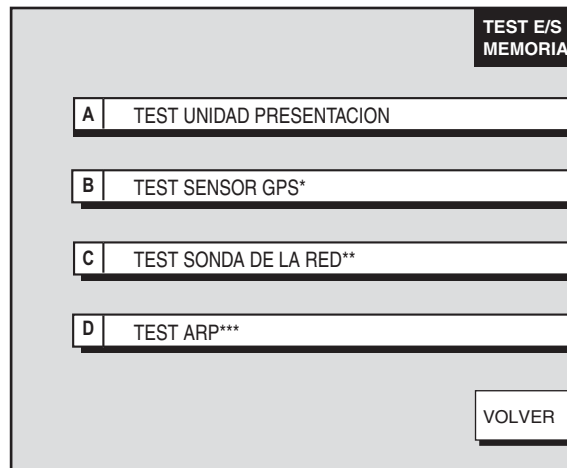 TEST E/S
MEMORIA
A TEST UNIDAD PRESENTACION
B TEST SENSOR GPS*
C TEST SONDA DE LA RED**
D TEST ARP***
VOLVER